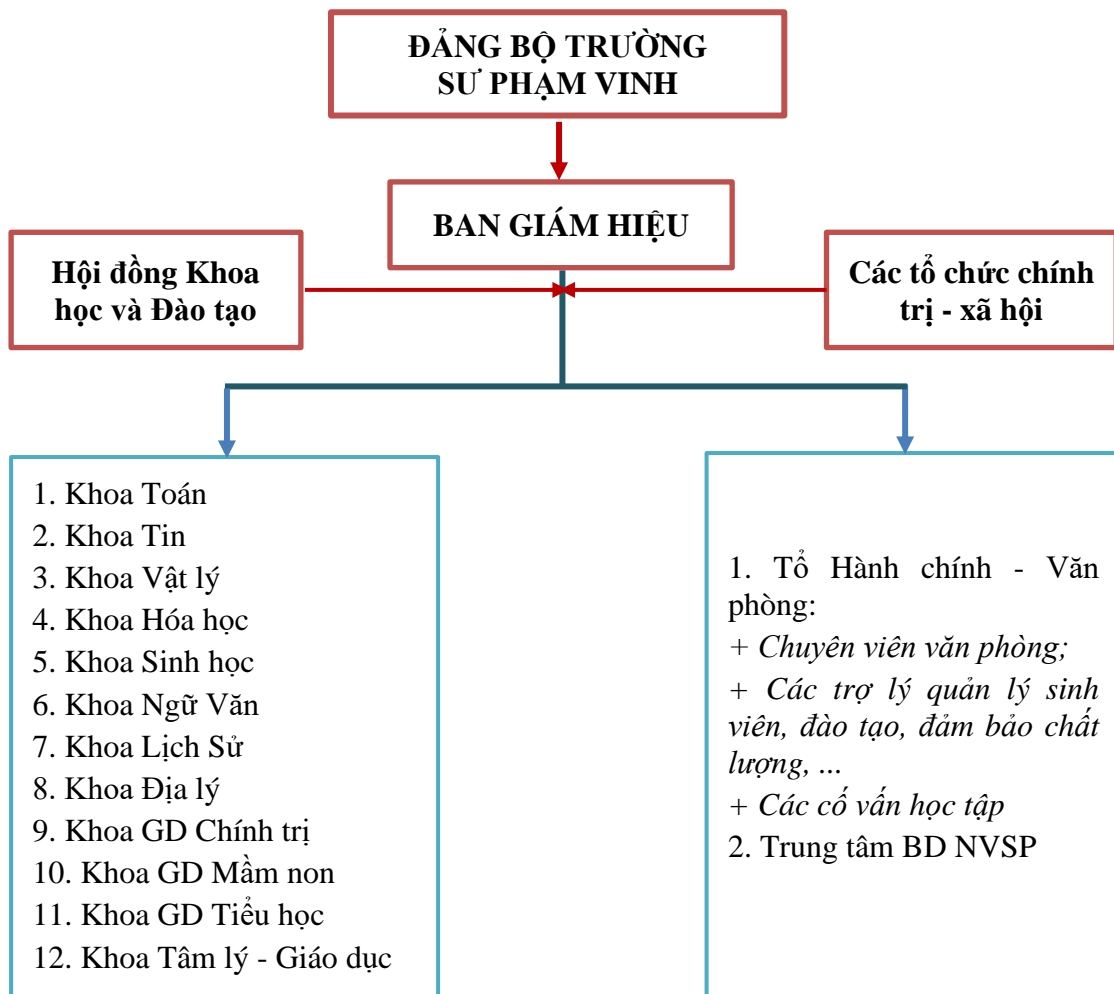 ĐẢNG BỘ TRƯỜNG
SƯ PHẠM VINH
BAN GIÁM HIỆU
Hội đồng Khoa
học và Đào tạo
Các tổ chức chính
trị - xã hội
1. Khoa Toán
2. Khoa Tin
3. Khoa Vật lý
4. Khoa Hóa học
5. Khoa Sinh học
6. Khoa Ngữ Văn
7. Khoa Lịch Sử
8. Khoa Địa lý
9. Khoa GD Chính trị
10. Khoa GD Mầm non
11. Khoa GD Tiểu học
12. Khoa Tâm lý - Giáo dục
1. Tổ Hành chính - Văn
phòng:
+ Chuyên viên văn phòng;
+ Các trợ lý quản lý sinh
viên, đào tạo, đảm bảo chất
lượng, ...
+ Các cố vấn học tập
2. Trung tâm BD NVSP